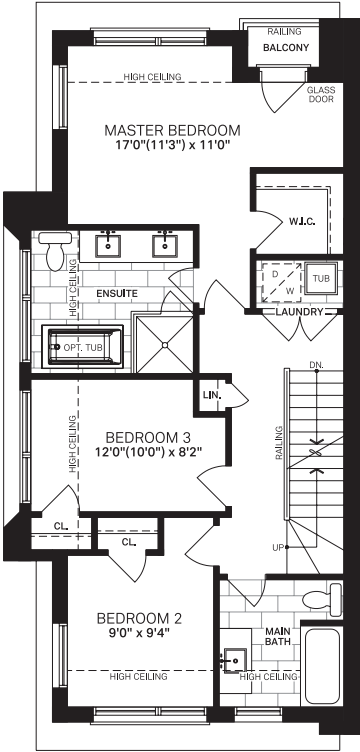 RAILING
BALCONY
HIGH CEILING
GLASS
DOOR
MASTER BEDROOM
17'0"(11'3") x 11'0"
W.I.C.
ENSUITE
HIGH CEILING
D
W
TUB
LAUNDRY
OPT. TUB
DN.
LIN.
BEDROOM 3
12'0"(10'0") x 8'2"
HIGH CEILING
RAILING
CL.
CL.
UP
BEDROOM 2
9'0" x 9'4"
MAIN
BATH
HIGH CEILING
HIGH CEILING